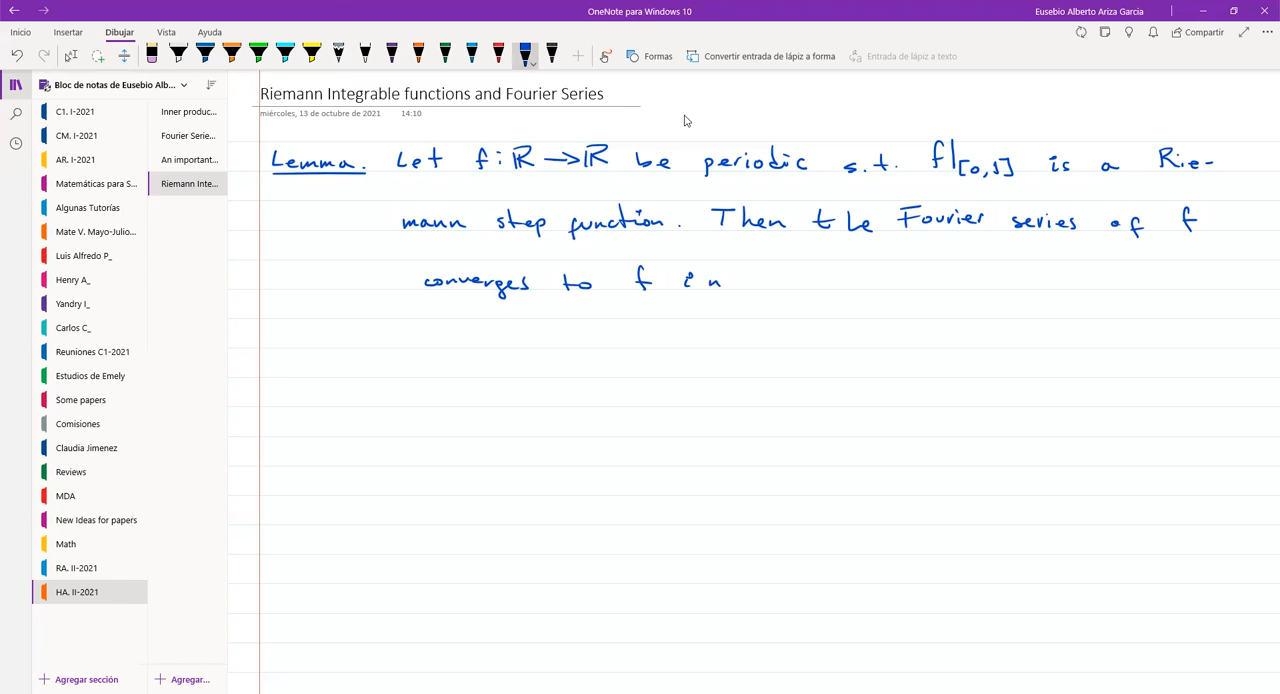 OneNote para Windows 10
Eusebio Alberto Ariza Garcia
Inicio Insertar Dibujar Vista Ayuda
Compartir
Formas
Convertir entrada de lápiz a forma
Entrada de lápiz a texto
Bloc de notas de Eusebio Alb...
C1. I-2021
CM. I-2021
AR. I-2021
Matemáticas para S...
Algunas Tutorías
Mate V. Mayo-Julio...
Luis Alfredo P_
Henry A_
Yandry I_
Carlos C_
Reuniones C1-2021
Estudios de Emely
Some papers
Comisiones
Claudia Jimenez
Reviews
MDA
New Ideas for papers
Math
RA. II-2021
HA. II-2021
Agregar sección
Inner produc...
Fourier Serie...
An important...
Riemann Inte...
Agregar...
Riemann Integrable functions and Fourier Series
miércoles, 13 de octubre de 2021 14:10
Lemma. Let f: ℝ → ℝ be periodic s.t. f|[0,1] is a Rie-
mann step function. Then the Fourier series of f
converges to f in